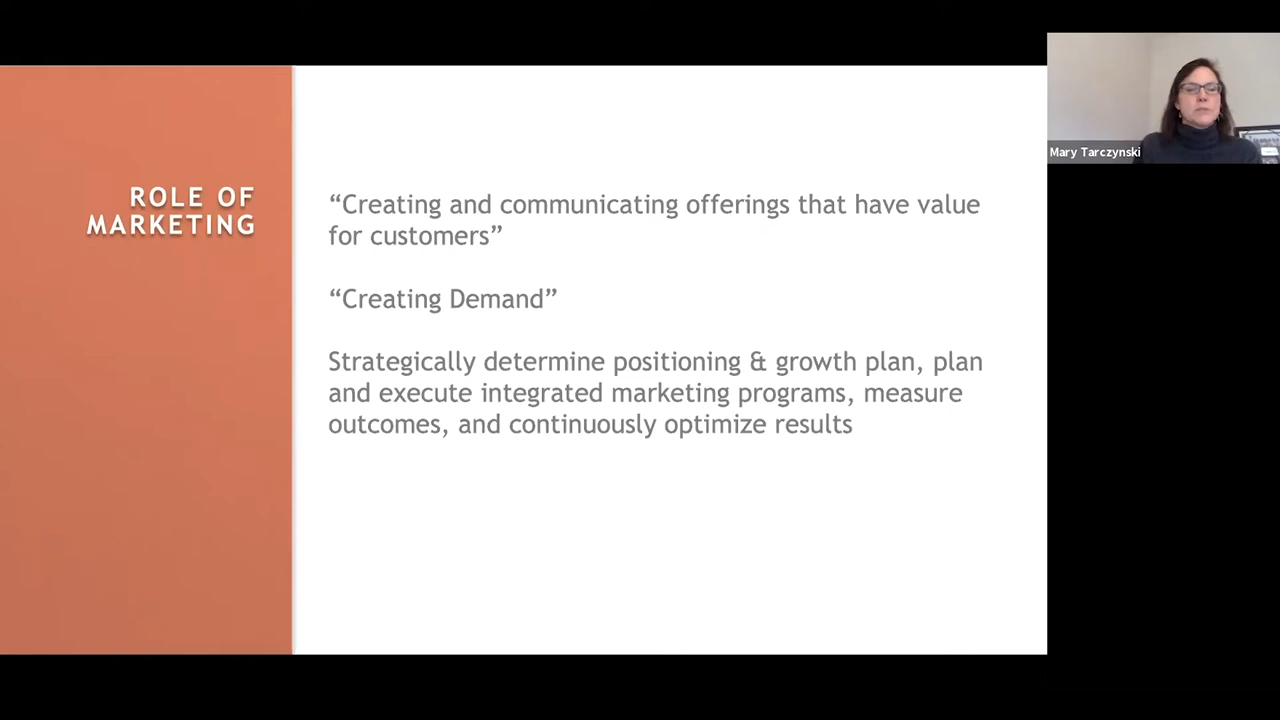 ROLE OF
MARKETING
“Creating and communicating offerings that have value
for customers”
“Creating Demand”
Strategically determine positioning & growth plan, plan
and execute integrated marketing programs, measure
outcomes, and continuously optimize results
Mary Tarczynski